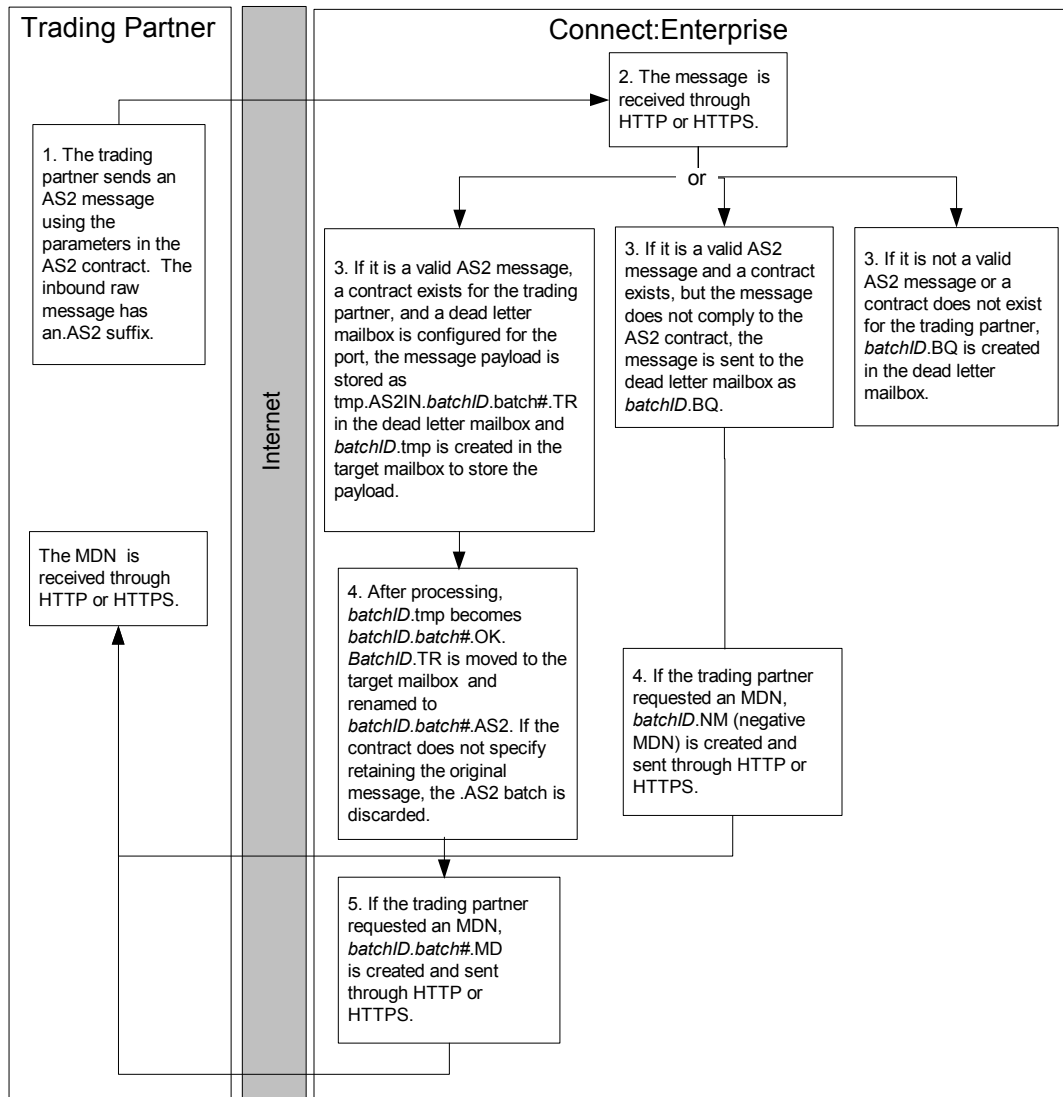 Trading Partner
Connect:Enterprise
Internet
1. The trading
partner sends an
AS2 message
using the
parameters in the
AS2 contract.  The
inbound raw
message has
an.AS2 suffix.
2. The message  is
received through
HTTP or HTTPS.
or
3. If it is a valid AS2 message,
a contract exists for the trading
partner, and a dead letter
mailbox is configured for the
port, the message payload is
stored as
tmp.AS2IN.batchID.batch#.TR
in the dead letter mailbox and
batchID.tmp is created in the
target mailbox to store the
payload.
3. If it is a valid AS2
message and a contract
exists, but the message
does not comply to the
AS2 contract, the
message is sent to the
dead letter mailbox as
batchID.BQ.
3. If it is not a valid
AS2 message or a
contract does not exist
for the trading partner,
batchID.BQ is created
in the dead letter
mailbox.
The MDN  is
received through
HTTP or HTTPS.
4. After processing,
batchID.tmp becomes
batchID.batch#.OK.
BatchID.TR is moved to the
target mailbox  and
renamed to
batchID.batch#.AS2. If the
contract does not specify
retaining the original
message, the .AS2 batch is
discarded.
4. If the trading partner
requested an MDN,
batchID.NM (negative
MDN) is created and
sent through HTTP or
HTTPS.
5. If the trading partner
requested an MDN,
batchID.batch#.MD
is created and sent
through HTTP or
HTTPS.